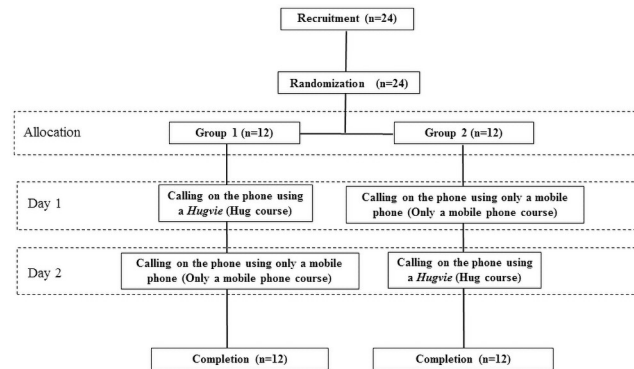 Recruitment (n=24)
Randomization (n=24)
Allocation
Group 1 (n=12)
Group 2 (n=12)
Day 1
Calling on the phone using
a Hugvie (Hug course)
Calling on the phone using only a mobile
phone (Only a mobile phone course)
Day 2
Calling on the phone using only a mobile
phone (Only a mobile phone course)
Calling on the phone using
a Hugvie (Hug course)
Completion (n=12)
Completion (n=12)